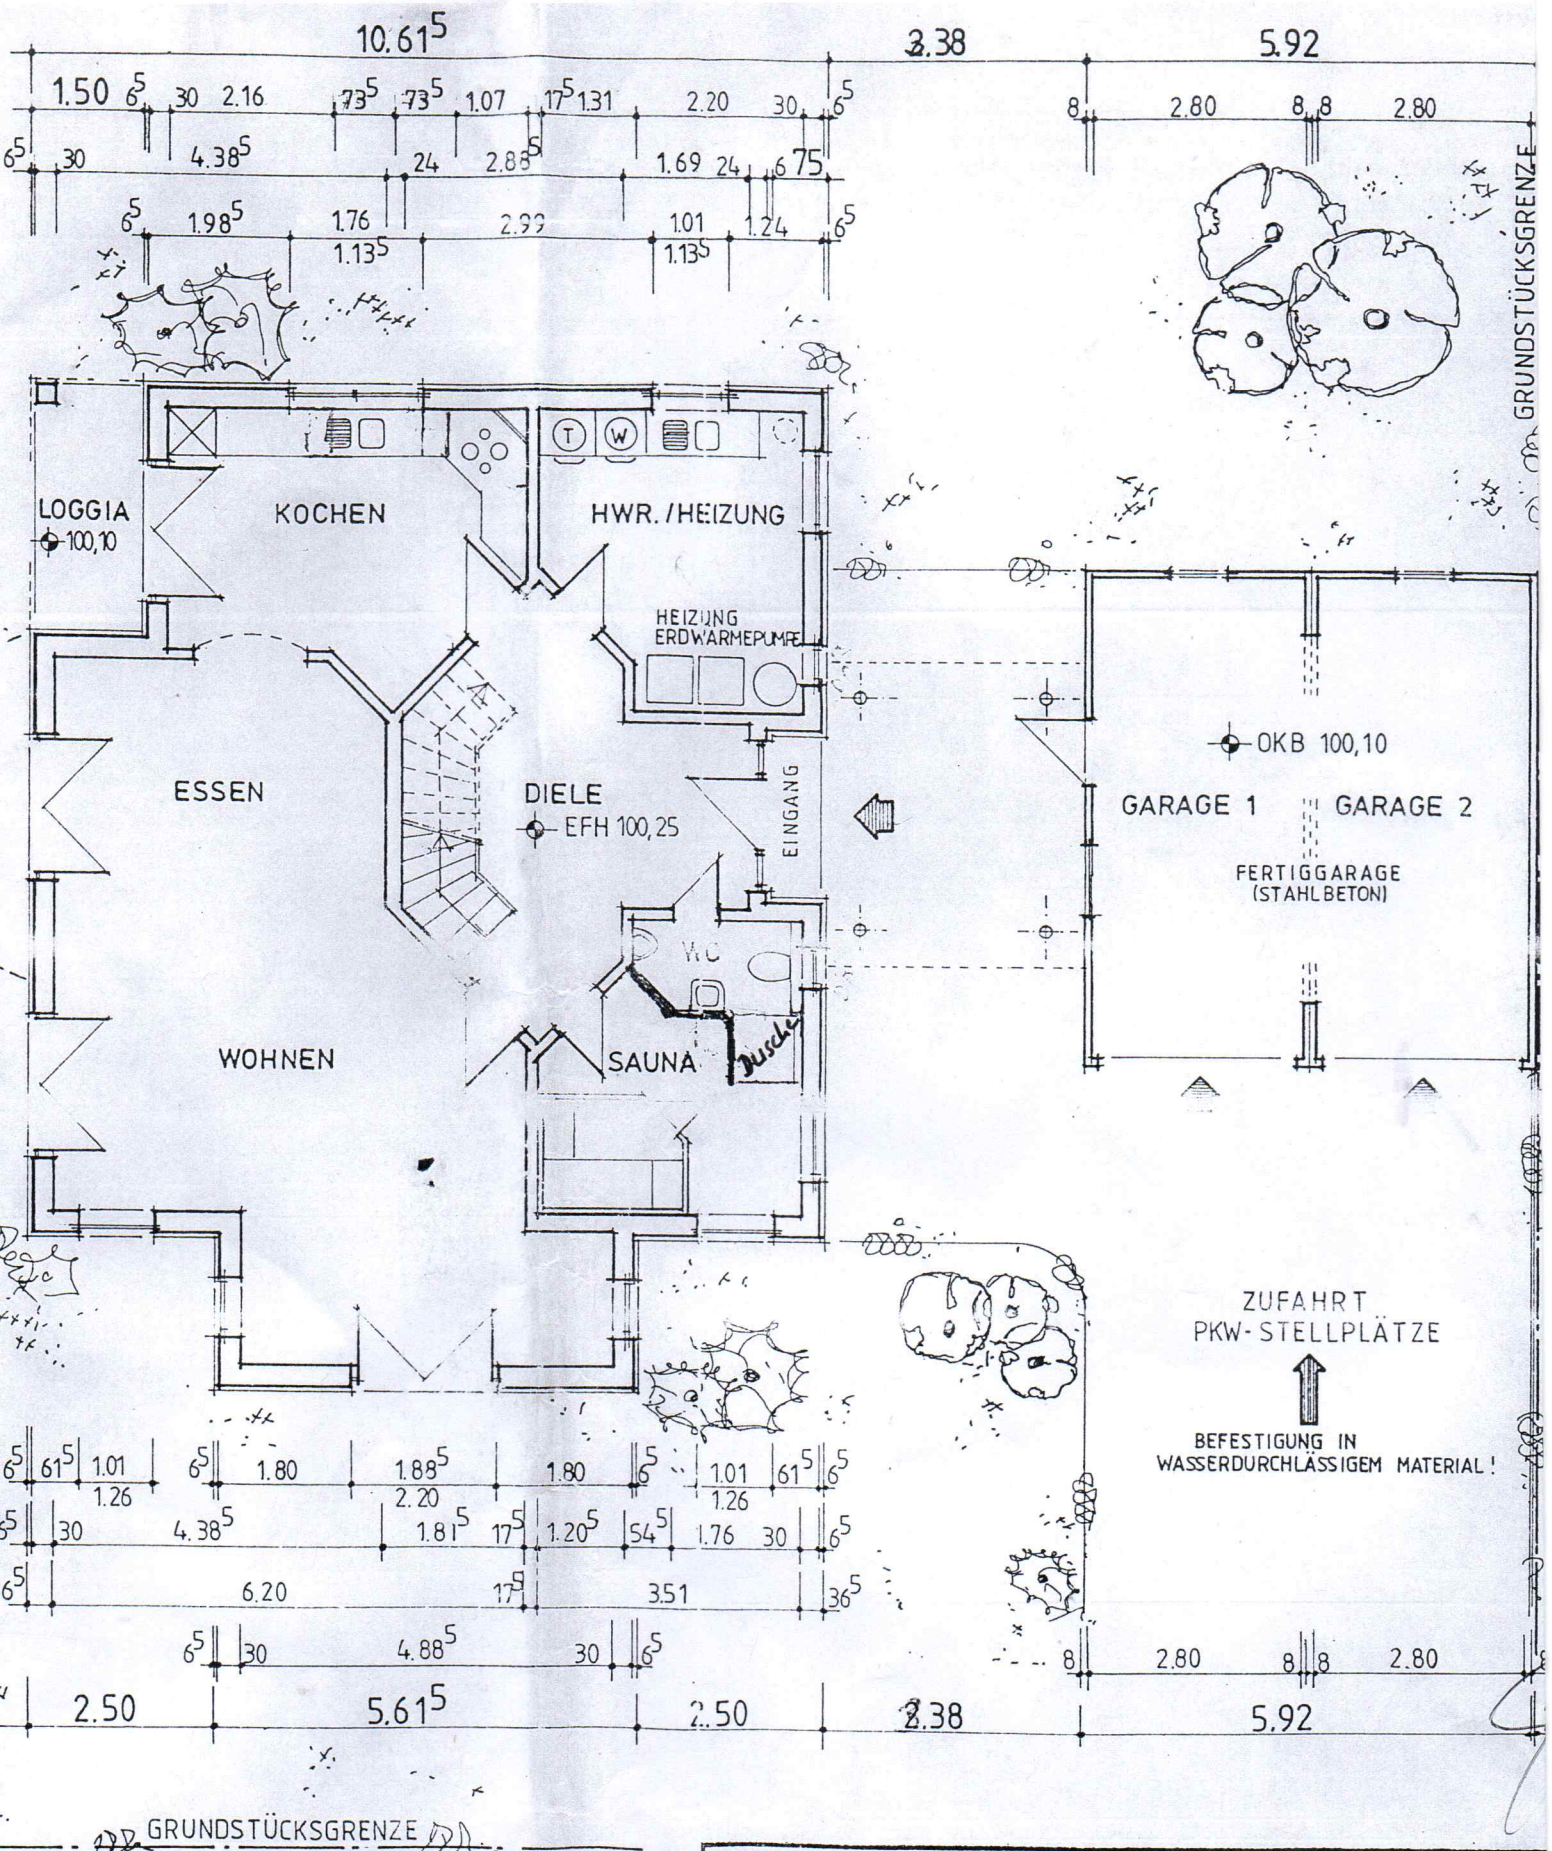 10.61⁵ 3.38 5.92
1.50 6⁵ 30 2.16 73⁵ 73⁵ 1.07 17⁵ 1.31 2.20 30 6⁵ 8 2.80 8 8 2.80
6⁵ 30 4.38⁵ 24 2.88⁵ 1.69 24 6 75
6⁵ 1.98⁵ 1.76 2.99 1.01 1.24 6⁵
1.13⁵ 1.13⁵
GRUNDSTÜCKSGRENZE
T W
LOGGIA
100,10
KOCHEN
HWR./HEIZUNG
HEIZUNG
ERDWÄRMEPUMPE
OKB 100,10
ESSEN
DIELE
EFH 100,25
EINGANG
GARAGE 1 GARAGE 2
FERTIGGARAGE
(STAHLBETON)
WC
WOHNEN
SAUNA
Dusche
ZUFAHRT
PKW-STELLPLÄTZE
BEFESTIGUNG IN
WASSERDURCHLÄSSIGEM MATERIAL!
6⁵ 61⁵ 1.01 6⁵ 1.80 1.88⁵ 1.80 6⁵ 1.01 61⁵ 6⁵
1.26 2.20 1.26
6⁵ 30 4.38⁵ 1.81⁵ 17⁵ 1.20⁵ 54⁵ 1.76 30 6⁵
6⁵ 6.20 17⁵ 3.51 36⁵
6⁵ 30 4.88⁵ 30 6⁵ 8 2.80 8 8 2.80
2.50 5.61⁵ 2.50 3.38 5.92
GRUNDSTÜCKSGRENZE